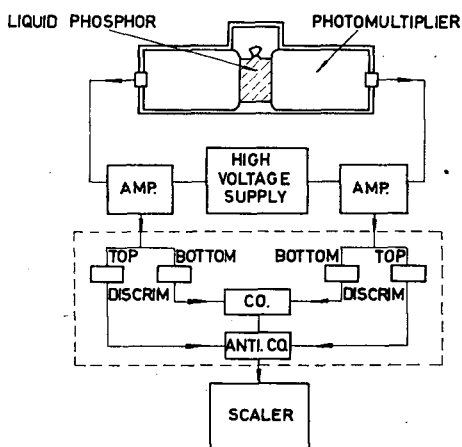 LIQUID PHOSPHOR
PHOTOMULTIPLIER
HIGH
VOLTAGE
SUPPLY
AMP.
AMP.
TOP
BOTTOM
BOTTOM
TOP
DISCRIM
DISCRIM
CO.
ANTI. CO.
SCALER